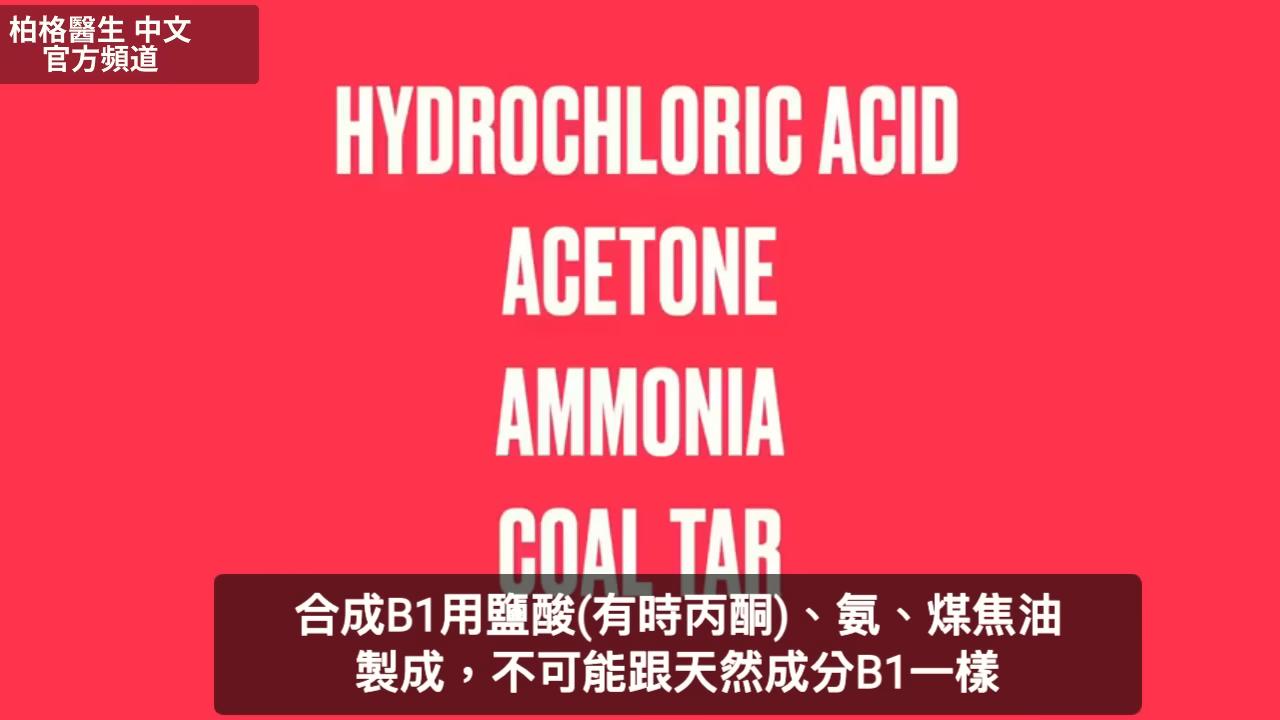 柏格醫生 中文
官方頻道
HYDROCHLORIC ACID
ACETONE
AMMONIA
COAL TAR
合成B1用鹽酸(有時丙酮)、氨、煤焦油
製成，不可能跟天然成分B1一樣